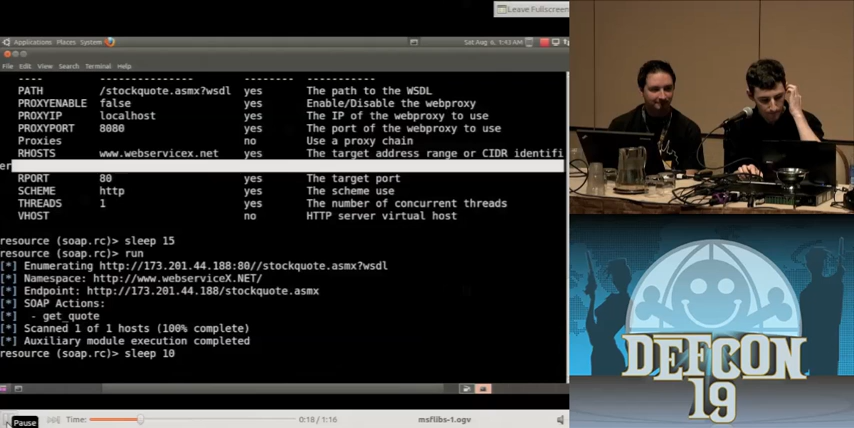 Leave Fullscreen
Applications Places System
Sat Aug 6, 1:43 AM
File Edit View Search Terminal Help
---- --------------- -------- -----------
PATH /stockquote.asmx?wsdl yes The path to the WSDL
PROXYENABLE false yes Enable/Disable the webproxy
PROXYIP localhost yes The IP of the webproxy to use
PROXYPORT 8080 yes The port of the webproxy to use
Proxies no Use a proxy chain
RHOSTS www.webservicex.net yes The target address range or CIDR identifi
er
RPORT 80 yes The target port
SCHEME http yes The scheme use
THREADS 1 yes The number of concurrent threads
VHOST no HTTP server virtual host
resource (soap.rc)> sleep 15
resource (soap.rc)> run
[*] Enumerating http://173.201.44.188:80//stockquote.asmx?wsdl
[*] Namespace: http://www.webserviceX.NET/
[*] Endpoint: http://173.201.44.188/stockquote.asmx
[*] SOAP Actions:
[*] - get_quote
[*] Scanned 1 of 1 hosts (100% complete)
[*] Auxiliary module execution completed
resource (soap.rc)> sleep 10
Pause
Time: 0:18 / 1:16 msflibs-1.ogv
DEFCON
19